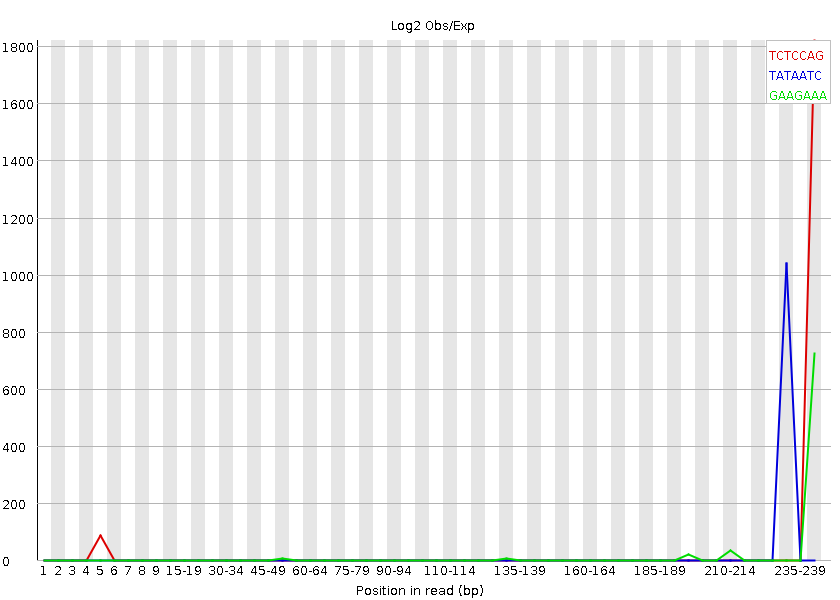 Log2 Obs/Exp
1800
1600
1400
1200
1000
800
600
400
200
0
TCTCCAG
TATAATC
GAAGAAA
1 2 3 4 5 6 7 8 9 15-19 30-34 45-49 60-64 75-79 90-94 110-114 135-139 160-164 185-189 210-214 235-239
Position in read (bp)